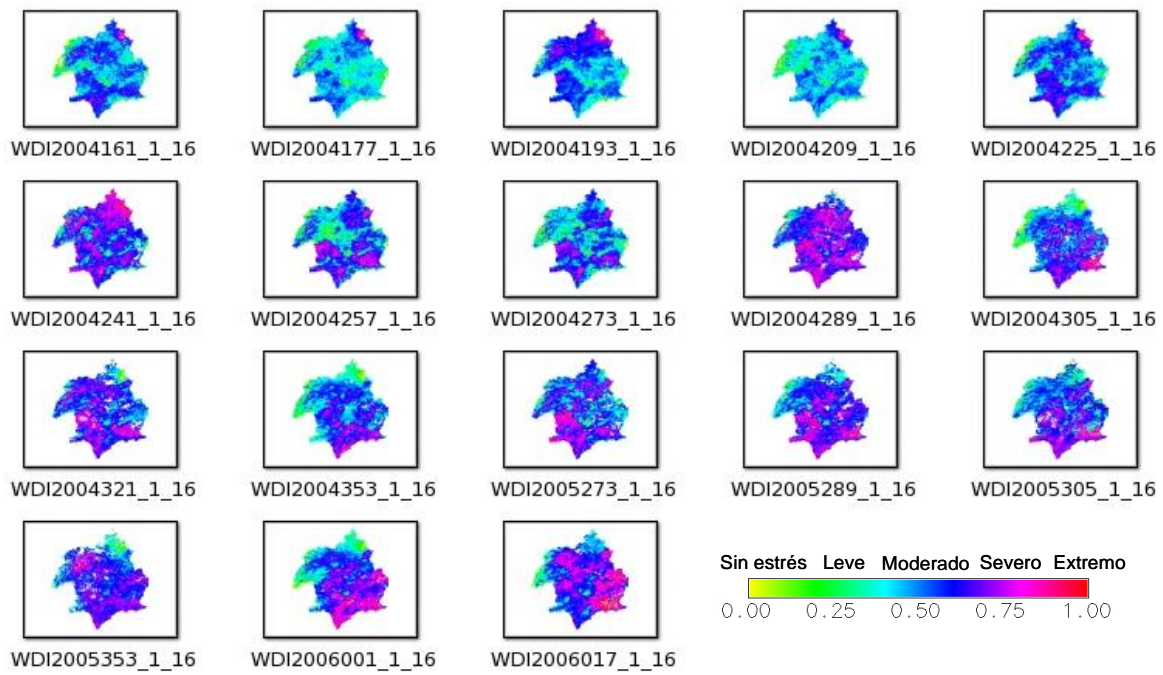 WDI2004161_1_16 WDI2004177_1_16 WDI2004193_1_16 WDI2004209_1_16 WDI2004225_1_16
WDI2004241_1_16 WDI2004257_1_16 WDI2004273_1_16 WDI2004289_1_16 WDI2004305_1_16
WDI2004321_1_16 WDI2004353_1_16 WDI2005273_1_16 WDI2005289_1_16 WDI2005305_1_16
Sin estrés Leve Moderado Severo Extremo
0.00 0.25 0.50 0.75 1.00
WDI2005353_1_16 WDI2006001_1_16 WDI2006017_1_16